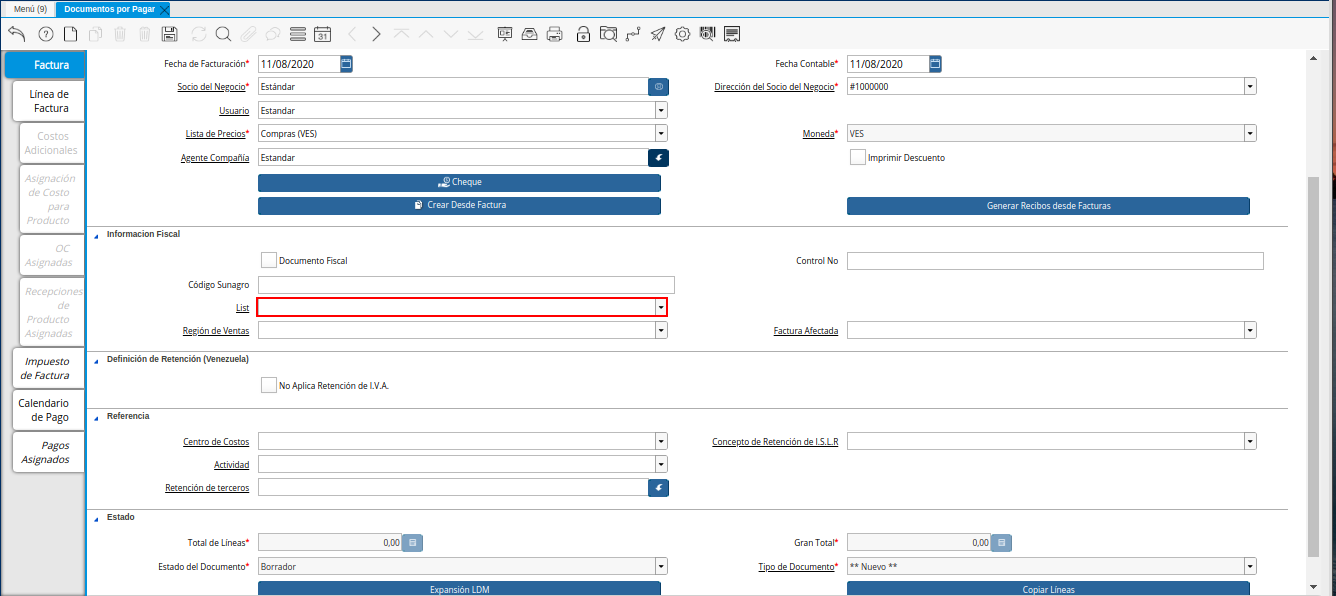 Menú (9) Documentos por Pagar
31
Factura
Línea de
Factura
Costos
Adicionales
Asignación
de Costo
para
Producto
OC
Asignadas
Recepciones
de
Producto
Asignadas
Impuesto
de Factura
Calendario
de Pago
Pagos
Asignados
Fecha de Facturación* 11/08/2020 Fecha Contable* 11/08/2020
Socio del Negocio* Estándar Dirección del Socio del Negocio* #1000000
Usuario Estandar
Lista de Precios* Compras (VES) Moneda* VES
Agente Compañía Estandar Imprimir Descuento
Cheque
Crear Desde Factura Generar Recibos desde Facturas
Informacion Fiscal
Documento Fiscal Control No
Código Sunagro
List
Región de Ventas Factura Afectada
Definición de Retención (Venezuela)
No Aplica Retención de I.V.A.
Referencia
Centro de Costos Concepto de Retención de I.S.L.R
Actividad
Retención de terceros
Estado
Total de Líneas* 0,00 Gran Total* 0,00
Estado del Documento* Borrador Tipo de Documento* ** Nuevo **
Expansión LDM Copiar Líneas